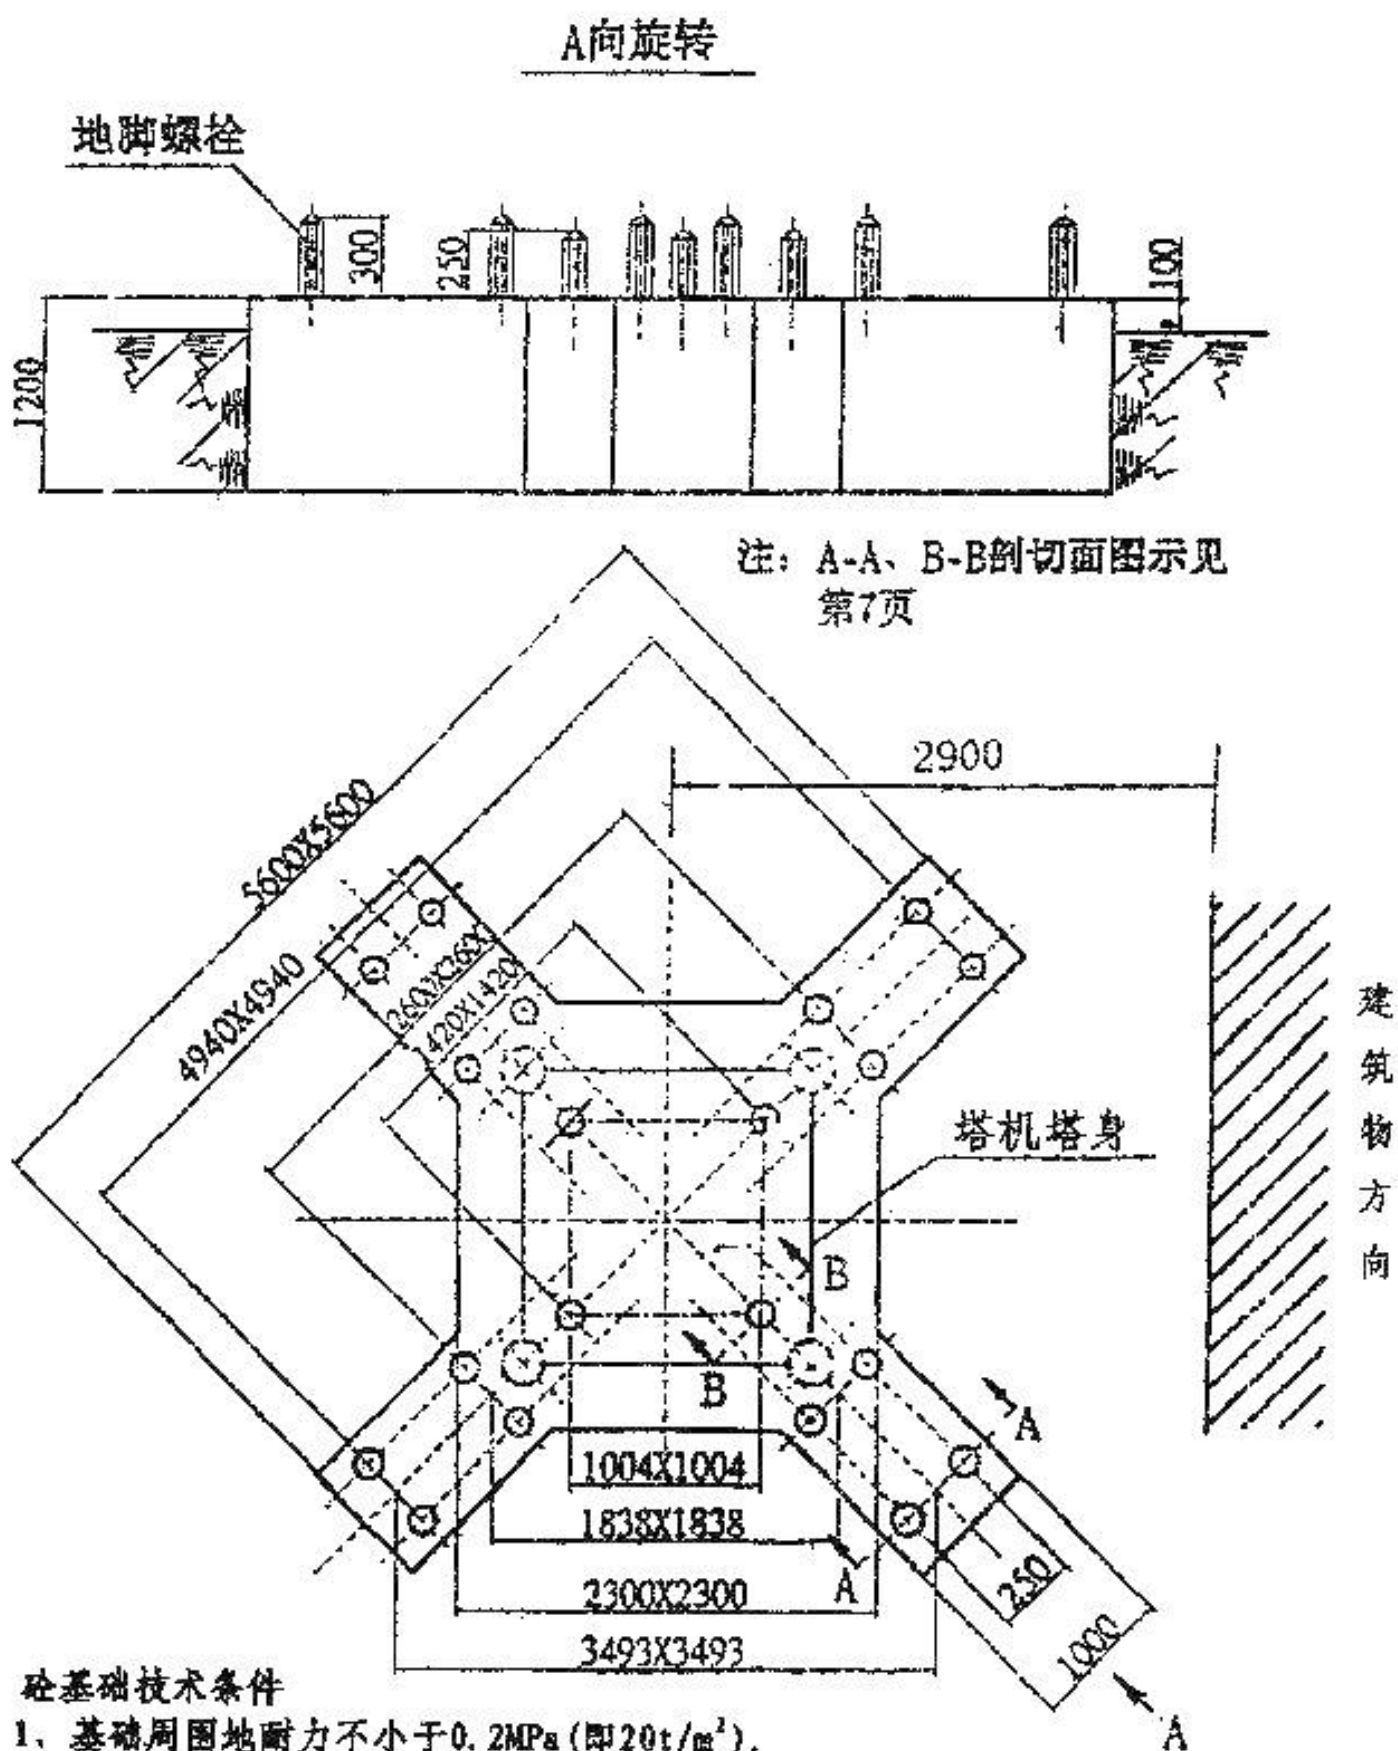 A向旋转
地脚螺栓
300
250
100
1200
注：A-A、B-B剖切面图示见
第7页
2900
5600X5600
4940X4940
2600X2600
420X1420
建筑物方向
塔机塔身
B
B
A
1004X1004
1838X1838
A
2300X2300
250
3493X3493
1000
A
砼基础技术条件
1、基础周围地耐力不小于0.2MPa(即20t/m²).